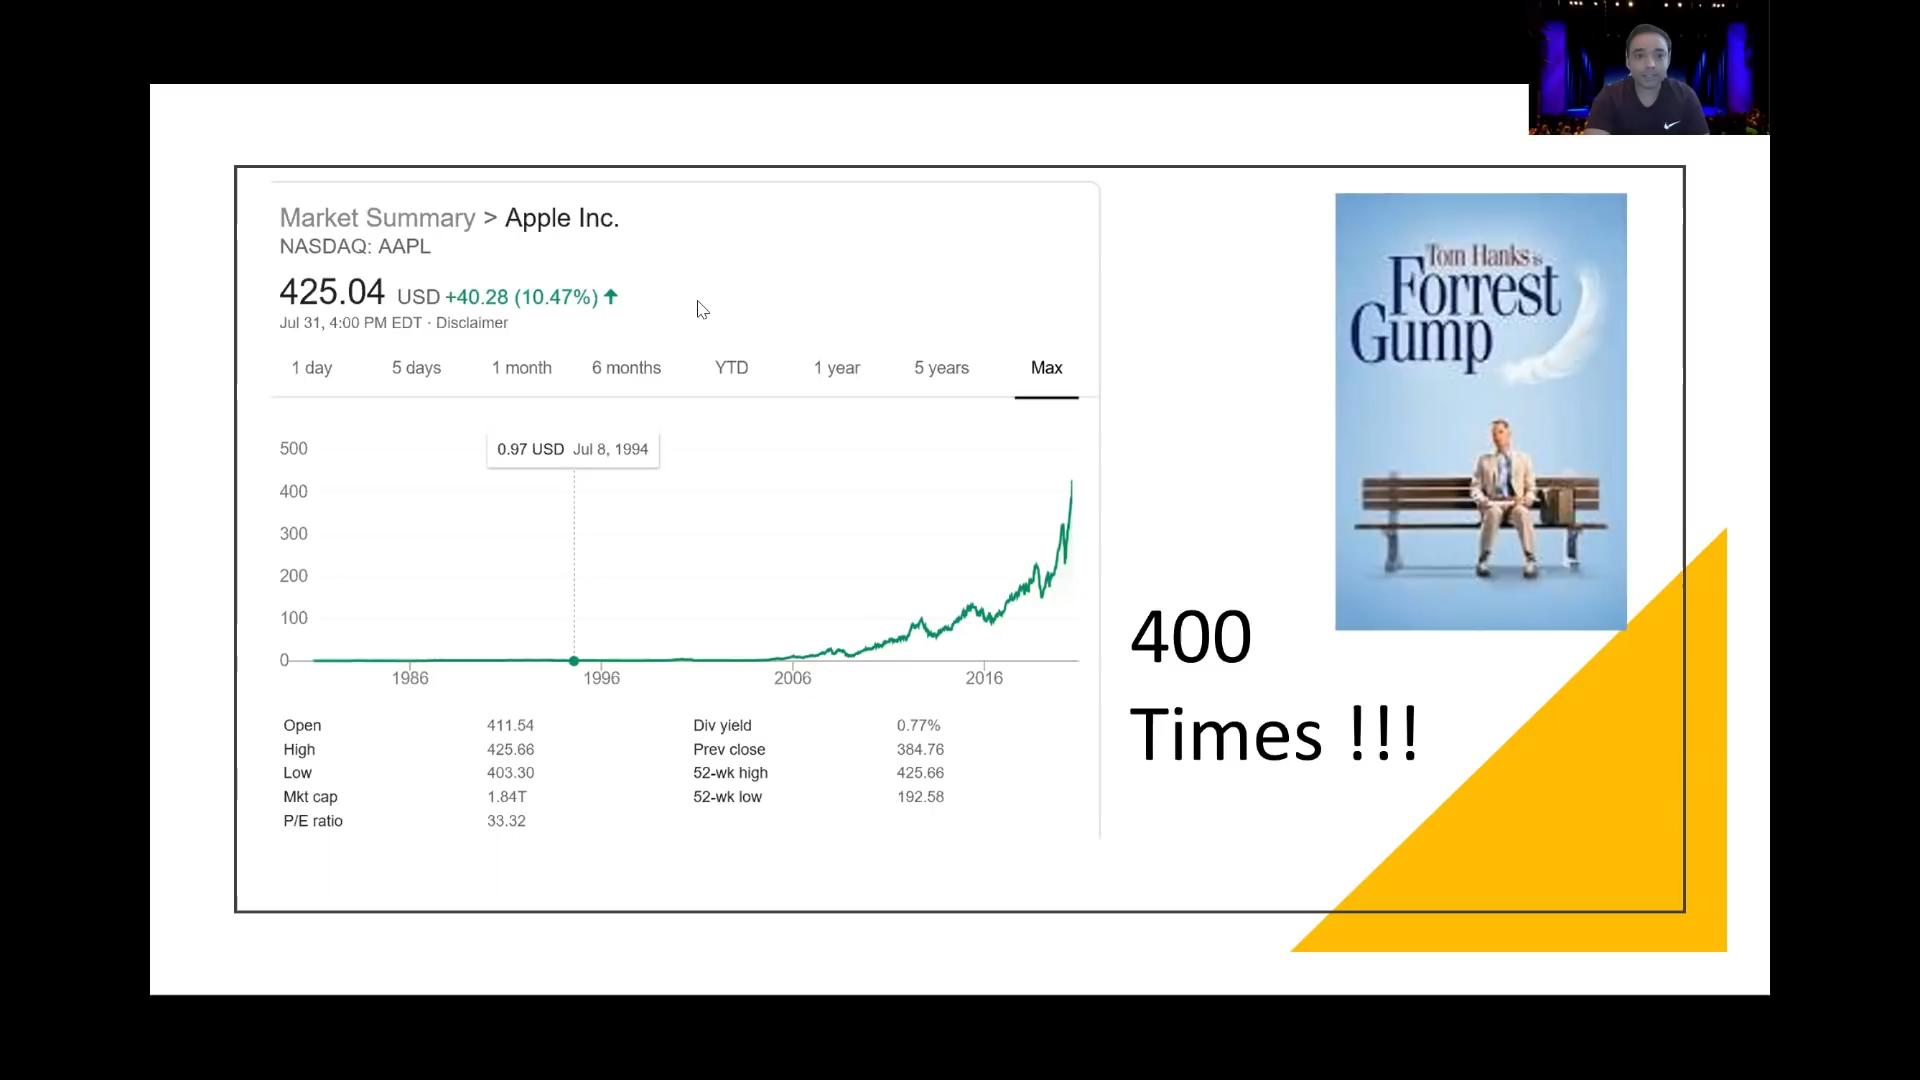 Market Summary > Apple Inc.
NASDAQ: AAPL
425.04 USD +40.28 (10.47%)
Jul 31, 4:00 PM EDT · Disclaimer
1 day 5 days 1 month 6 months YTD 1 year 5 years Max
0.97 USD Jul 8, 1994
500
400
300
200
100
0
1986 1996 2006 2016
Open 411.54 Div yield 0.77%
High 425.66 Prev close 384.76
Low 403.30 52-wk high 425.66
Mkt cap 1.84T 52-wk low 192.58
P/E ratio 33.32
Tom Hanks is
Forrest
Gump
400
Times !!!